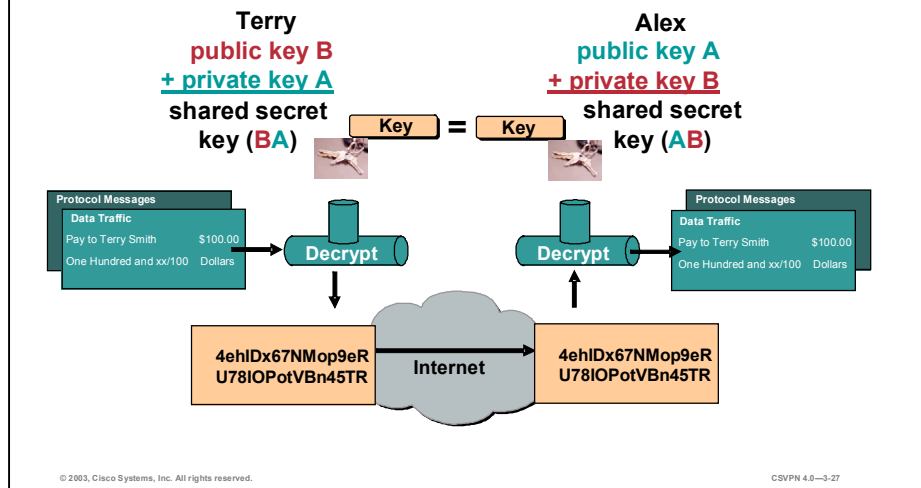 Terry
public key B
+ private key A
shared secret
key (BA)
Alex
public key A
+ private key B
shared secret
key (AB)
Key = Key
Protocol Messages
Data Traffic
Pay to Terry Smith $100.00
One Hundred and xx/100 Dollars
Decrypt
Decrypt
Protocol Messages
Data Traffic
Pay to Terry Smith $100.00
One Hundred and xx/100 Dollars
4ehIDx67NMop9eR
U78IOPotVBn45TR
Internet
4ehIDx67NMop9eR
U78IOPotVBn45TR
© 2003, Cisco Systems, Inc. All rights reserved.
CSVPN 4.0—3-27